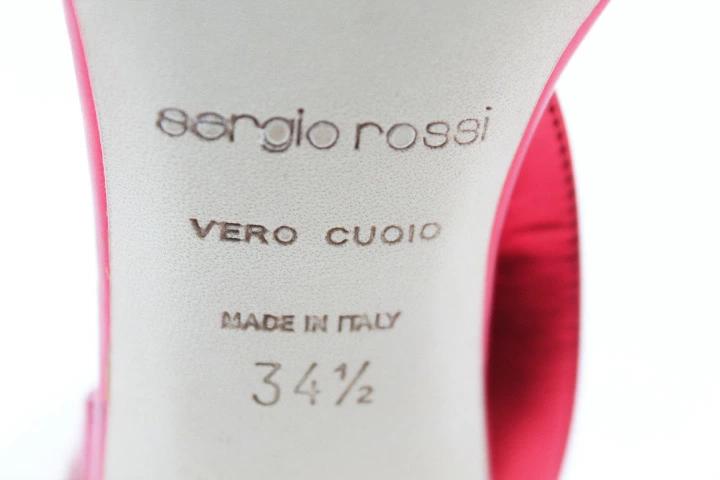 sergio rossi
VERO CUOIO
MADE IN ITALY
34½